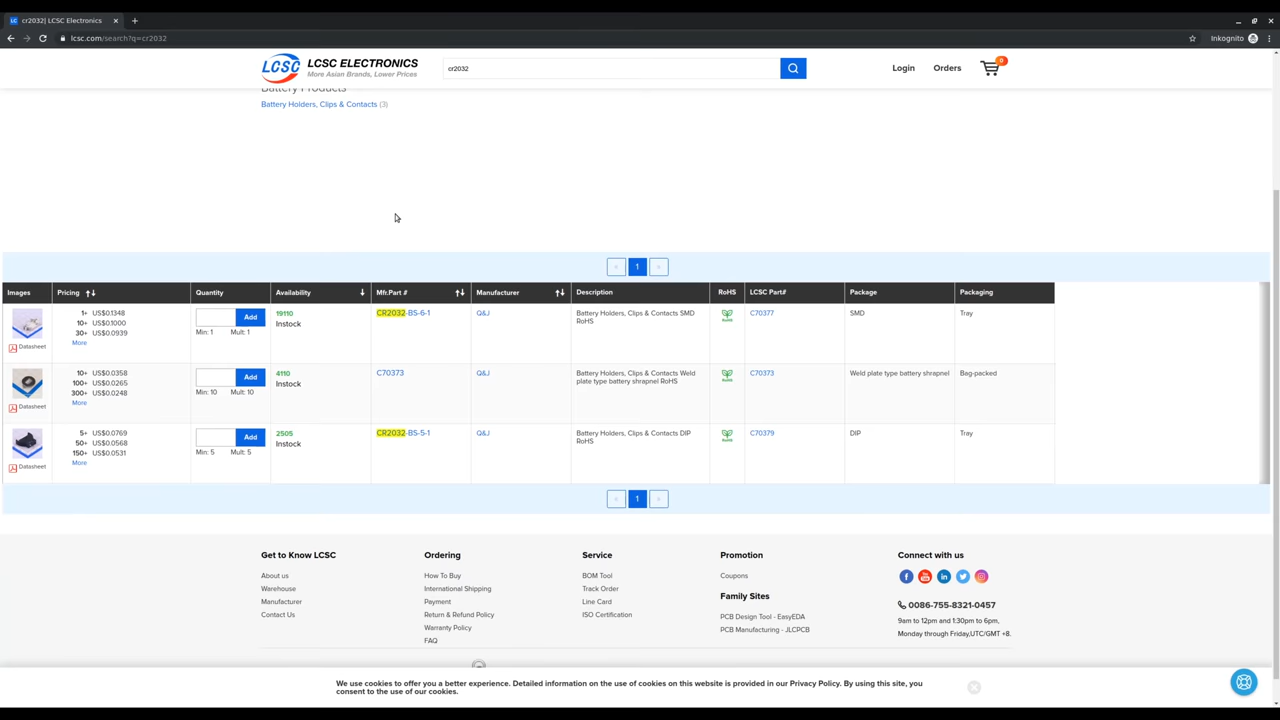 cr2032| LCSC Electronics
lcsc.com/search?q=cr2032
Inkognito
LCSC
LCSC ELECTRONICS
More Asian Brands, Lower Prices
cr2032
Login
Orders
0
Battery Products
Battery Holders, Clips & Contacts (3)
« 1 »
Images Pricing Quantity Availability Mfr.Part # Manufacturer Description RoHS LCSC Part# Package Packaging
Datasheet
1+ US$0.1348
10+ US$0.1000
30+ US$0.0939
More
Add
Min: 1 Mult: 1
19110
Instock
CR2032-BS-6-1
Q&J
Battery Holders, Clips & Contacts SMD
RoHS
RoHS
C70377
SMD
Tray
Datasheet
10+ US$0.0358
100+ US$0.0265
300+ US$0.0248
More
Add
Min: 10 Mult: 10
4110
Instock
C70373
Q&J
Battery Holders, Clips & Contacts Weld
plate type battery shrapnel RoHS
RoHS
C70373
Weld plate type battery shrapnel
Bag-packed
Datasheet
5+ US$0.0769
50+ US$0.0568
150+ US$0.0531
More
Add
Min: 5 Mult: 5
2505
Instock
CR2032-BS-5-1
Q&J
Battery Holders, Clips & Contacts DIP
RoHS
RoHS
C70379
DIP
Tray
« 1 »
Get to Know LCSC
About us
Warehouse
Manufacturer
Contact Us
Ordering
How To Buy
International Shipping
Payment
Return & Refund Policy
Warranty Policy
FAQ
Service
BOM Tool
Track Order
Line Card
ISO Certification
Promotion
Coupons
Family Sites
PCB Design Tool - EasyEDA
PCB Manufacturing - JLCPCB
Connect with us
0086-755-8321-0457
9am to 12pm and 1:30pm to 6pm,
Monday through Friday,UTC/GMT +8.
We use cookies to offer you a better experience. Detailed information on the use of cookies on this website is provided in our Privacy Policy. By using this site, you
consent to the use of our cookies.